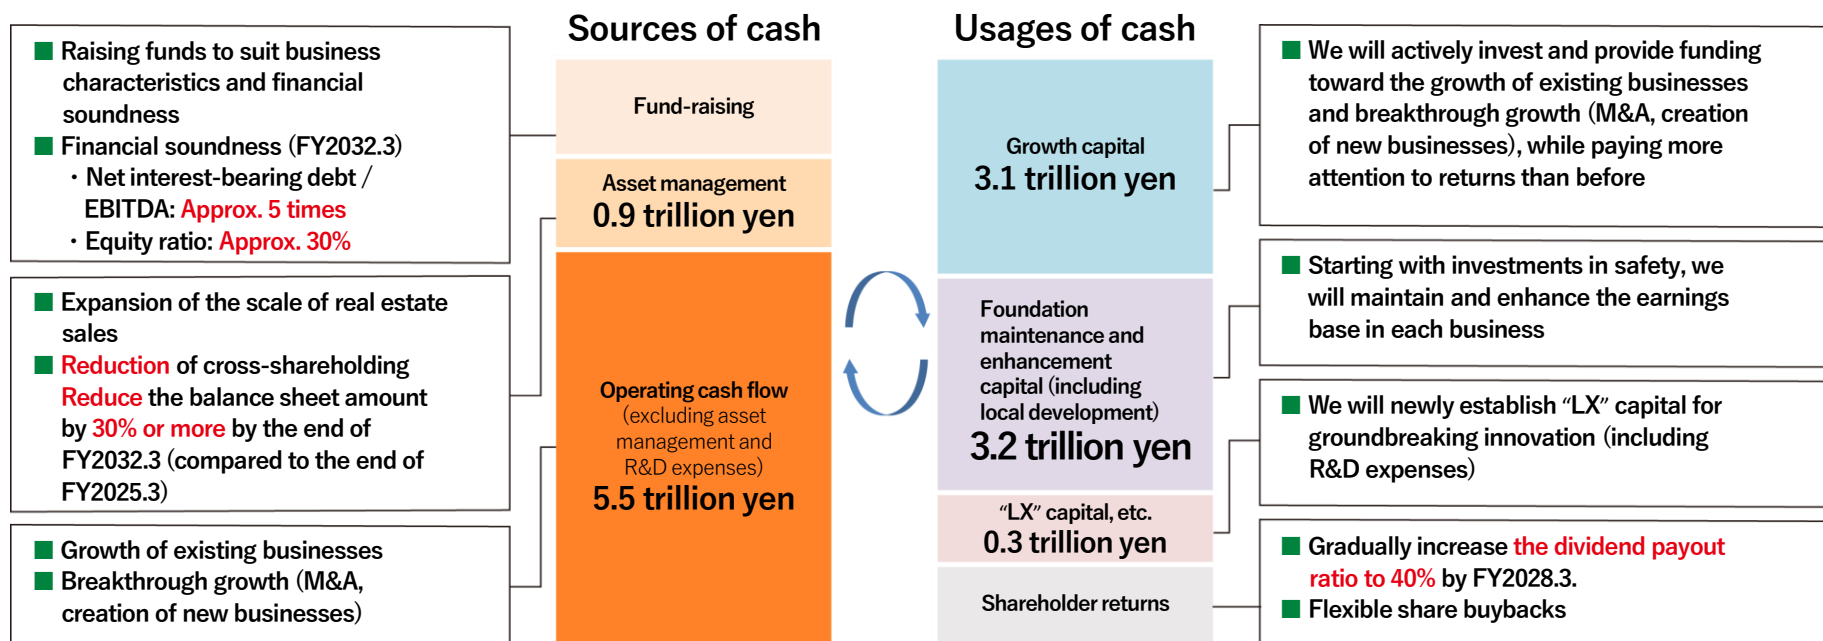 Sources of cash
Usages of cash
■ Raising funds to suit business
characteristics and financial
soundness
■ Financial soundness (FY2032.3)
・Net interest-bearing debt /
EBITDA: Approx. 5 times
・Equity ratio: Approx. 30%
■ Expansion of the scale of real estate
sales
■ Reduction of cross-shareholding
Reduce the balance sheet amount
by 30% or more by the end of
FY2032.3 (compared to the end of
FY2025.3)
■ Growth of existing businesses
■ Breakthrough growth (M&A,
creation of new businesses)
Fund-raising
Asset management
0.9 trillion yen
Operating cash flow
(excluding asset
management and
R&D expenses)
5.5 trillion yen
Growth capital
3.1 trillion yen
Foundation
maintenance and
enhancement
capital (including
local development)
3.2 trillion yen
“LX” capital, etc.
0.3 trillion yen
Shareholder returns
■ We will actively invest and provide funding
toward the growth of existing businesses
and breakthrough growth (M&A, creation
of new businesses), while paying more
attention to returns than before
■ Starting with investments in safety, we
will maintain and enhance the earnings
base in each business
■ We will newly establish “LX” capital for
groundbreaking innovation (including
R&D expenses)
■ Gradually increase the dividend payout
ratio to 40% by FY2028.3.
■ Flexible share buybacks